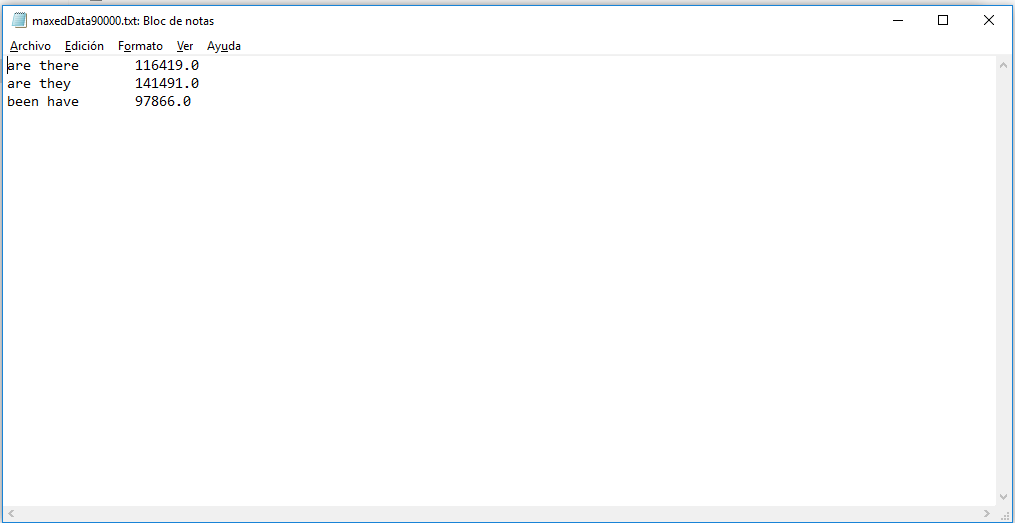 maxedData90000.txt: Bloc de notas
Archivo Edición Formato Ver Ayuda
are there 116419.0
are they 141491.0
been have 97866.0